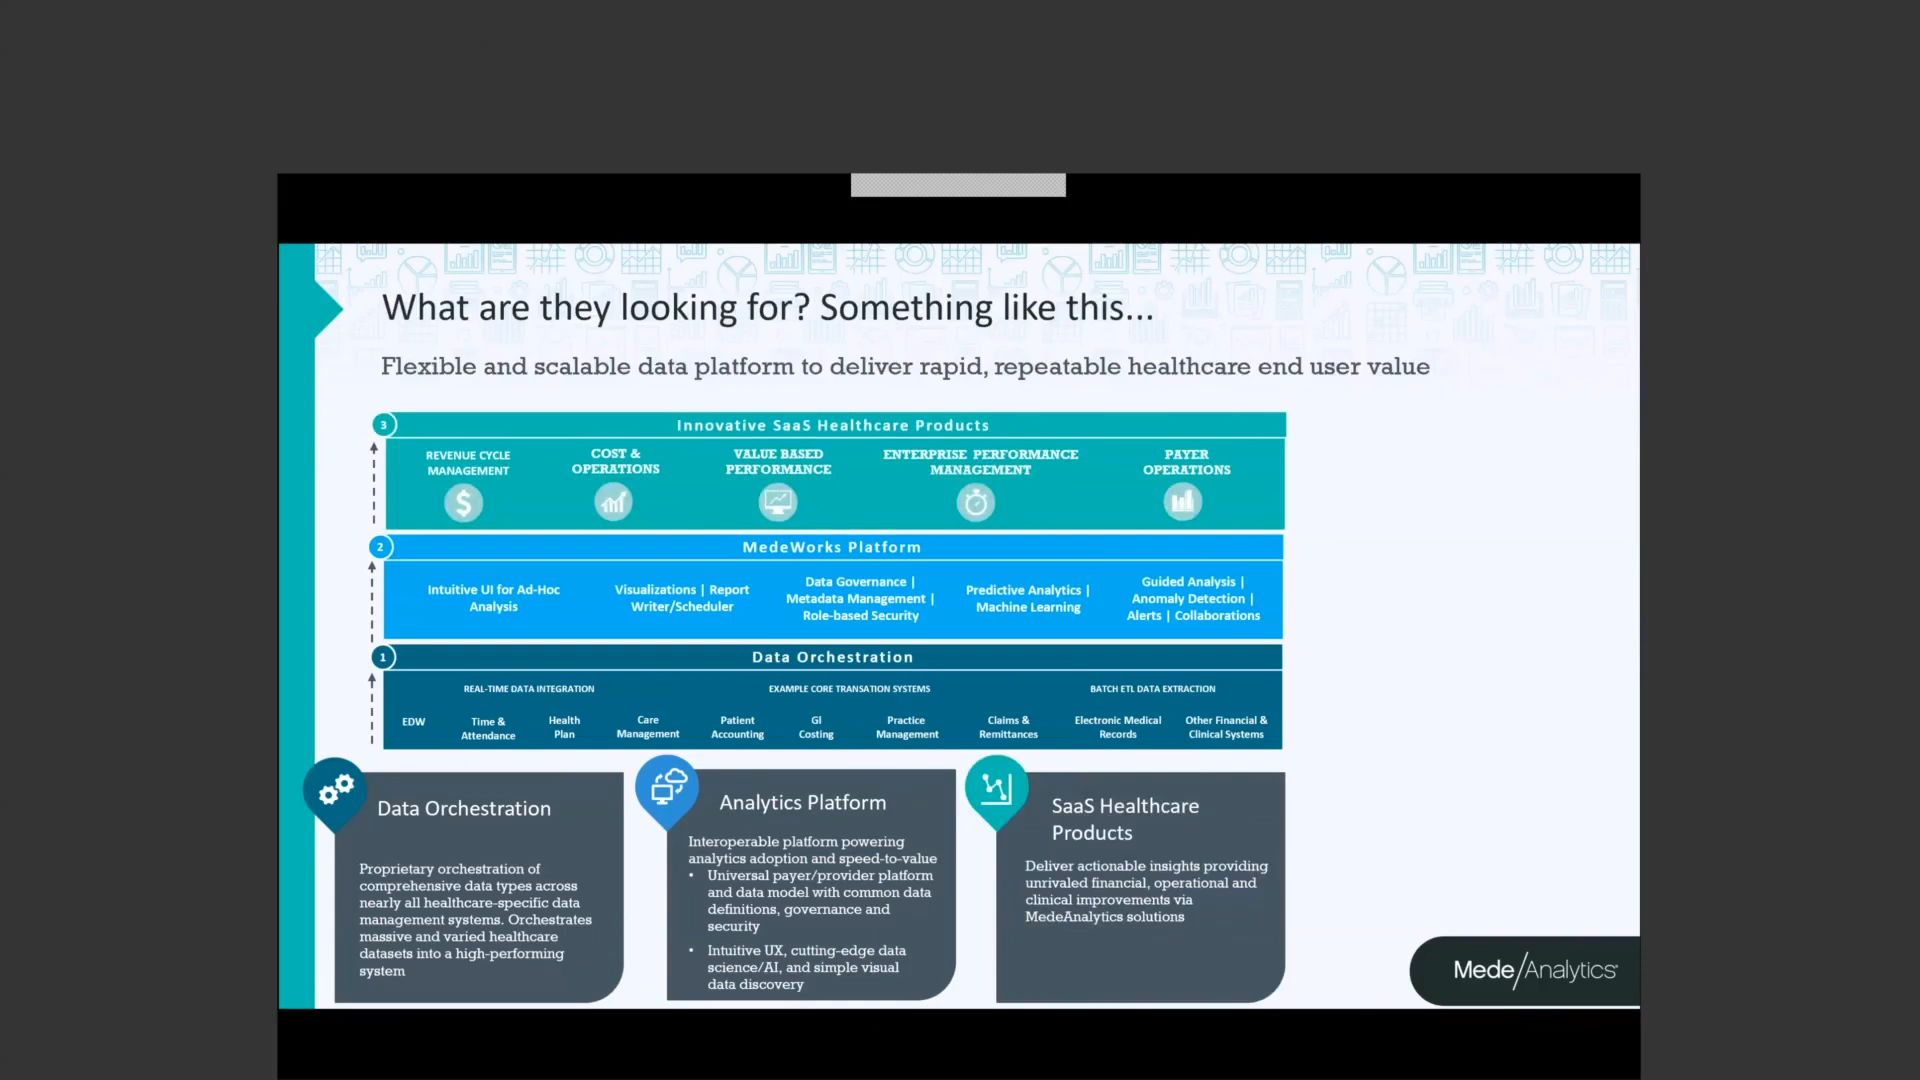 What are they looking for? Something like this...
Flexible and scalable data platform to deliver rapid, repeatable healthcare end user value
3
Innovative SaaS Healthcare Products
REVENUE CYCLE
MANAGEMENT
COST &
OPERATIONS
VALUE BASED
PERFORMANCE
ENTERPRISE PERFORMANCE
MANAGEMENT
PAYER
OPERATIONS
$
2
MedeWorks Platform
Intuitive UI for Ad-Hoc
Analysis
Visualizations | Report
Writer/Scheduler
Data Governance |
Metadata Management |
Role-based Security
Predictive Analytics |
Machine Learning
Guided Analysis |
Anomaly Detection |
Alerts | Collaborations
1
Data Orchestration
REAL-TIME DATA INTEGRATION
EXAMPLE CORE TRANSATION SYSTEMS
BATCH ETL DATA EXTRACTION
EDW
Time &
Attendance
Health
Plan
Care
Management
Patient
Accounting
GI
Costing
Practice
Management
Claims &
Remittances
Electronic Medical
Records
Other Financial &
Clinical Systems
Data Orchestration
Proprietary orchestration of
comprehensive data types across
nearly all healthcare-specific data
management systems. Orchestrates
massive and varied healthcare
datasets into a high-performing
system
Analytics Platform
Interoperable platform powering
analytics adoption and speed-to-value
• Universal payer/provider platform
and data model with common data
definitions, governance and
security
• Intuitive UX, cutting-edge data
science/AI, and simple visual
data discovery
SaaS Healthcare
Products
Deliver actionable insights providing
unrivaled financial, operational and
clinical improvements via
MedeAnalytics solutions
Mede/Analytics